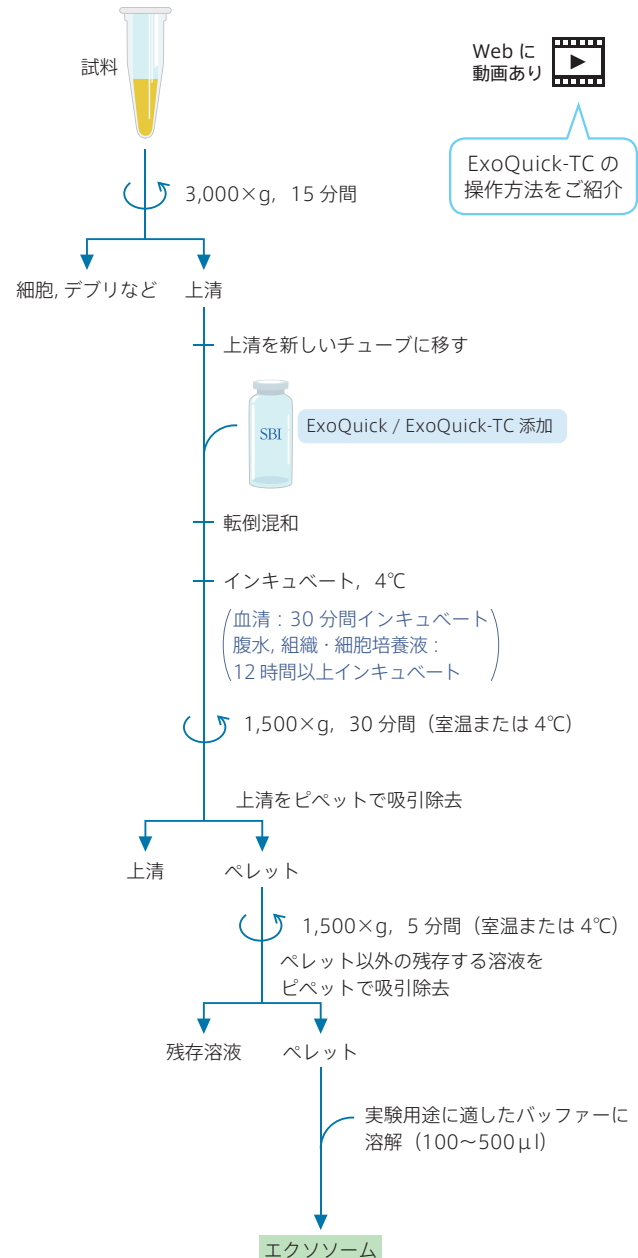 試料
Web に
動画あり
ExoQuick-TC の
操作方法をご紹介
3,000×g, 15 分間
細胞, デブリなど
上清
上清を新しいチューブに移す
SBI
ExoQuick / ExoQuick-TC 添加
転倒混和
インキュベート, 4℃
血清：30 分間インキュベート
腹水, 組織・細胞培養液：
12 時間以上インキュベート
1,500×g, 30 分間（室温または 4℃）
上清をピペットで吸引除去
上清
ペレット
1,500×g, 5 分間（室温または 4℃）
ペレット以外の残存する溶液を
ピペットで吸引除去
残存溶液
ペレット
実験用途に適したバッファーに
溶解（100～500μl）
エクソソーム